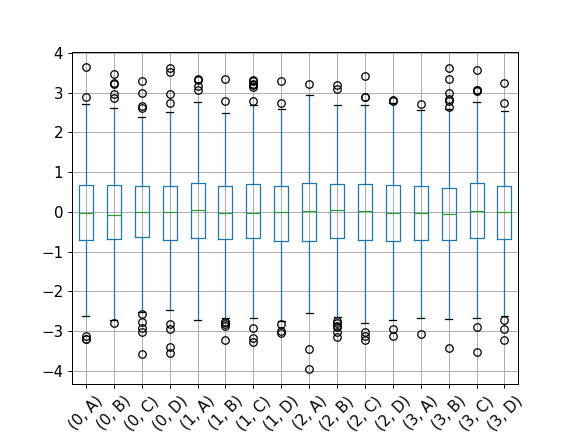 4
3
2
1
0
−1
−2
−3
−4
(0, A)
(0, B)
(0, C)
(0, D)
(1, A)
(1, B)
(1, C)
(1, D)
(2, A)
(2, B)
(2, C)
(2, D)
(3, A)
(3, B)
(3, C)
(3, D)